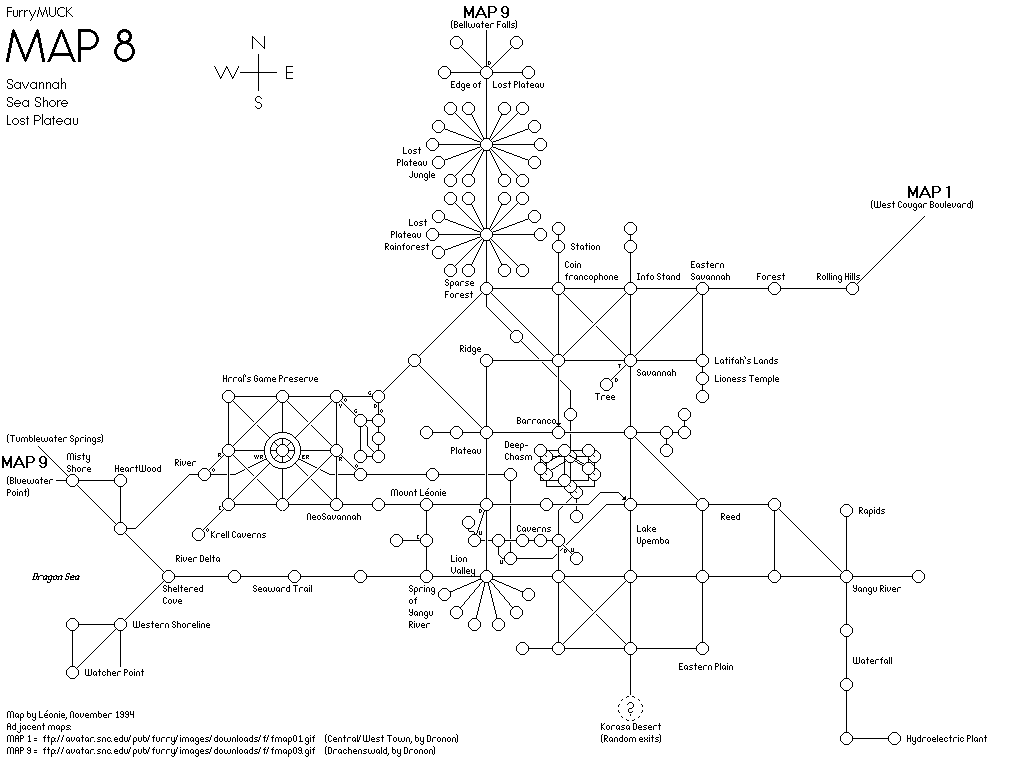 FurryMUCK
MAP 8
Savannah
Sea Shore
Lost Plateau
N
W E
S
MAP 9
(Bellwater Falls)
D
Edge of Lost Plateau
Lost
Plateau
Jungle
Lost
Plateau
Rainforest
MAP 1
(West Cougar Boulevard)
Station
Coin
francophone
Info Stand
Eastern
Savannah
Forest
Rolling Hills
Sparse
Forest
Ridge
Savannah
T
D
Tree
Latifah's Lands
Lioness Temple
Hrral's Game Preserve
Barranco
Plateau
Deep-
Chasm
(Tumblewater Springs)
MAP 9
(Bluewater
Point)
Misty
Shore
HeartWood
River
WR
ER
NeoSavannah
Krell Caverns
Mount Léonie
Caverns
Lake
Upemba
Reed
Rapids
River Delta
Dragon Sea
Sheltered
Cove
Seaward Trail
Spring
of
Yangu
River
Lion
Valley
Yangu River
Western Shoreline
Watcher Point
Eastern Plain
Waterfall
?
Korasa Desert
(Random exits)
Hydroelectric Plant
Map by Léonie, November 1994
Adjacent maps:
MAP 1 = ftp://avatar.snc.edu/pub/furry/images/downloads/f/fmap01.gif (Central/West Town, by Dronon)
MAP 9 = ftp://avatar.snc.edu/pub/furry/images/downloads/f/fmap09.gif (Drachenswald, by Dronon)